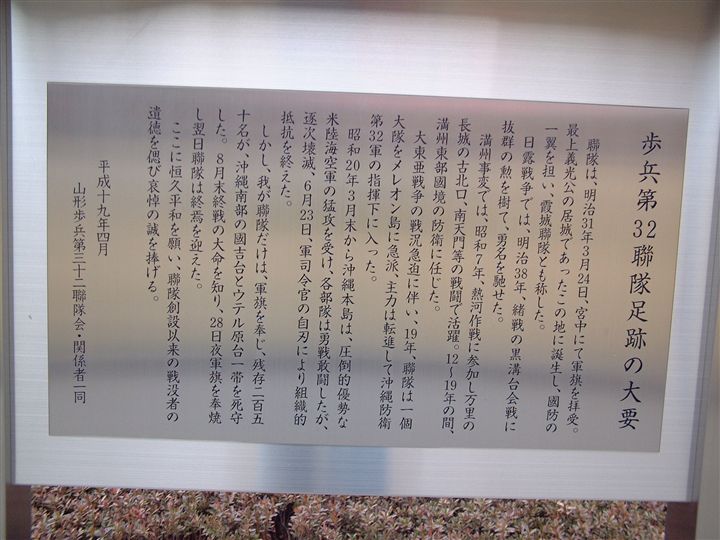 歩兵第32聯隊足跡の大要
聯隊は、明治31年3月24日、宮中にて軍旗を拝受。
最上義光公の居城であったこの地に誕生し、國防の
一翼を担い、霞城聯隊とも称した。
日露戦争では、明治38年、緒戦の黒溝台会戦に
抜群の勲を樹て、勇名を馳せた。
満州事変では、昭和7年、熱河作戦に参加し万里の
長城の古北口、南天門等の戦闘で活躍。12〜19年の間、
満州東部國境の防衛に任じた。
大東亜戦争の戦況急迫に伴い、19年、聯隊は一個
大隊をメレオン島に急派、主力は転進して沖縄防衛
第32軍の指揮下に入った。
昭和20年3月末から沖縄本島は、圧倒的優勢な
米陸海空軍の猛攻を受け、各部隊は勇戦敢闘したが、
逐次壊滅、6月23日、軍司令官の自刃により組織的
抵抗を終えた。
しかし、我が聯隊だけは、軍旗を奉じ、残存二百五
十名が、沖縄南部の國吉台とウテル原台一帯を死守
した。8月末終戦の大命を知り、28日夜軍旗を奉焼
し翌日聯隊は終焉を迎えた。
ここに恒久平和を願い、聯隊創設以来の戦没者の
遺徳を偲び哀悼の誠を捧げる。
平成十九年四月
山形歩兵第三十二聯隊会・関係者一同